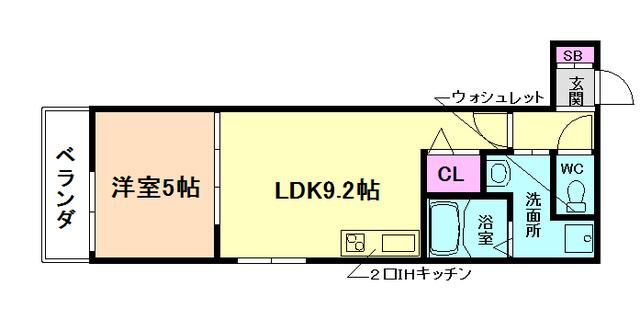 SB
玄関
ウォシュレット
ベランダ
洋室5帖
LDK9.2帖
CL
WC
洗面所
浴室
2口IHキッチン